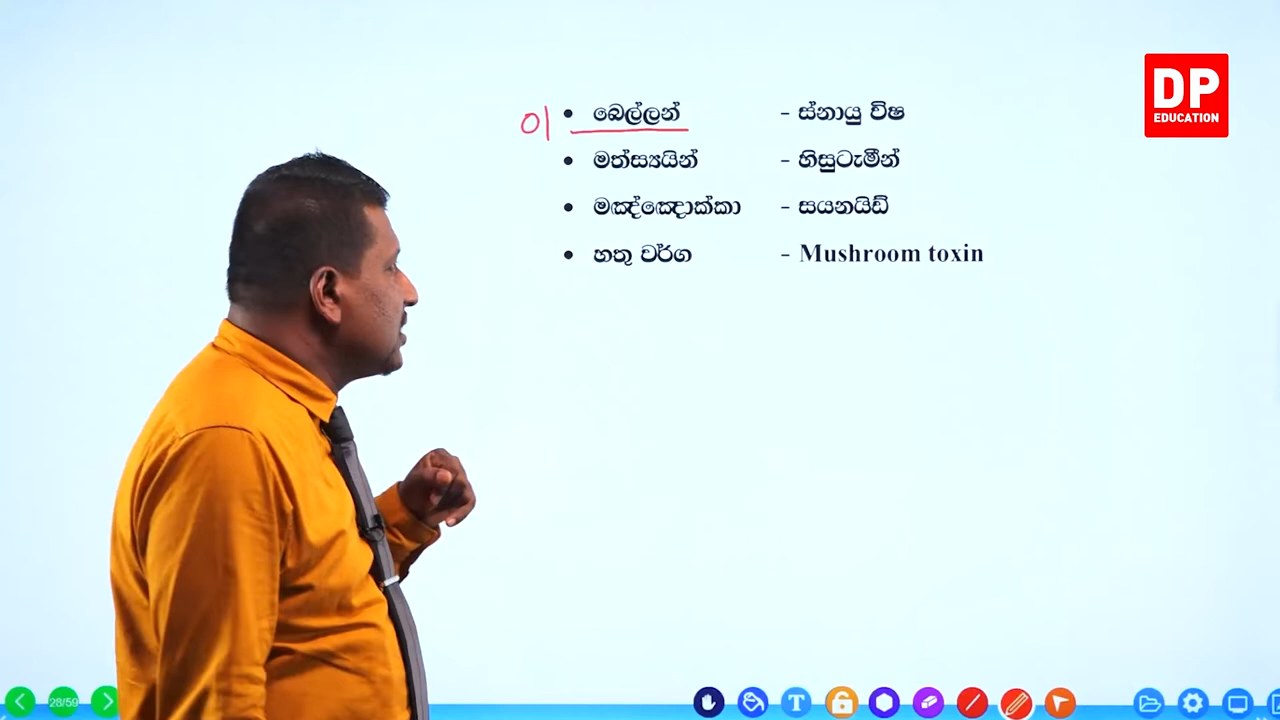 DP
EDUCATION
01 • බෙල්ලන් - ස්නායු විෂ
• මත්ස්‍යයින් - හිසුටැමීන්
• මඤ්ඤොක්කා - සයනයිඩ්
• හතු වර්ග - Mushroom toxin
28/59
T